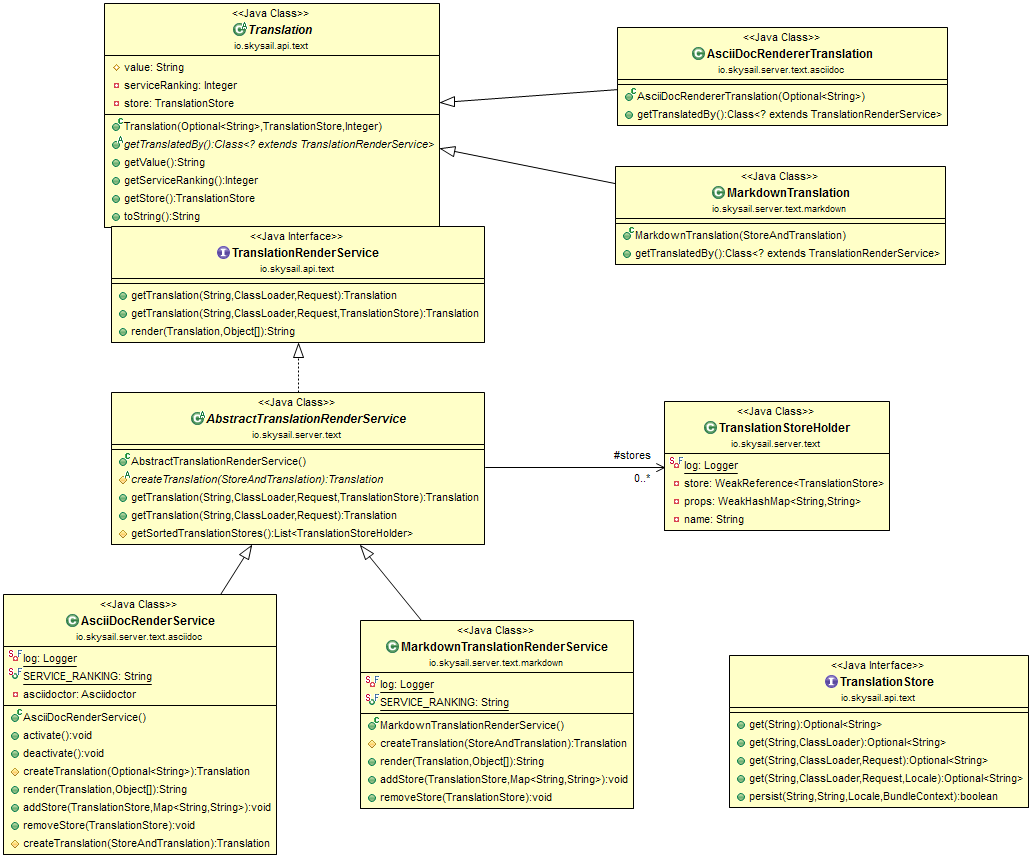 <<Java Class>>
Translation
io.skysail.api.text
value: String
serviceRanking: Integer
store: TranslationStore
Translation(Optional<String>,TranslationStore,Integer)
getTranslatedBy():Class<? extends TranslationRenderService>
getValue():String
getServiceRanking():Integer
getStore():TranslationStore
toString():String
<<Java Class>>
AsciiDocRendererTranslation
io.skysail.server.text.asciidoc
AsciiDocRendererTranslation(Optional<String>)
getTranslatedBy():Class<? extends TranslationRenderService>
<<Java Class>>
MarkdownTranslation
io.skysail.server.text.markdown
MarkdownTranslation(StoreAndTranslation)
getTranslatedBy():Class<? extends TranslationRenderService>
<<Java Interface>>
TranslationRenderService
io.skysail.api.text
getTranslation(String,ClassLoader,Request):Translation
getTranslation(String,ClassLoader,Request,TranslationStore):Translation
render(Translation,Object[]):String
<<Java Class>>
AbstractTranslationRenderService
io.skysail.server.text
AbstractTranslationRenderService()
createTranslation(StoreAndTranslation):Translation
getTranslation(String,ClassLoader,Request,TranslationStore):Translation
getTranslation(String,ClassLoader,Request):Translation
getSortedTranslationStores():List<TranslationStoreHolder>
#stores
0..*
<<Java Class>>
TranslationStoreHolder
io.skysail.server.text
log: Logger
store: WeakReference<TranslationStore>
props: WeakHashMap<String,String>
name: String
<<Java Class>>
AsciiDocRenderService
io.skysail.server.text.asciidoc
log: Logger
SERVICE_RANKING: String
asciidoctor: Asciidoctor
AsciiDocRenderService()
activate():void
deactivate():void
createTranslation(Optional<String>):Translation
render(Translation,Object[]):String
addStore(TranslationStore,Map<String,String>):void
removeStore(TranslationStore):void
createTranslation(StoreAndTranslation):Translation
<<Java Class>>
MarkdownTranslationRenderService
io.skysail.server.text.markdown
log: Logger
SERVICE_RANKING: String
MarkdownTranslationRenderService()
createTranslation(StoreAndTranslation):Translation
render(Translation,Object[]):String
addStore(TranslationStore,Map<String,String>):void
removeStore(TranslationStore):void
<<Java Interface>>
TranslationStore
io.skysail.api.text
get(String):Optional<String>
get(String,ClassLoader):Optional<String>
get(String,ClassLoader,Request):Optional<String>
get(String,ClassLoader,Request,Locale):Optional<String>
persist(String,String,Locale,BundleContext):boolean